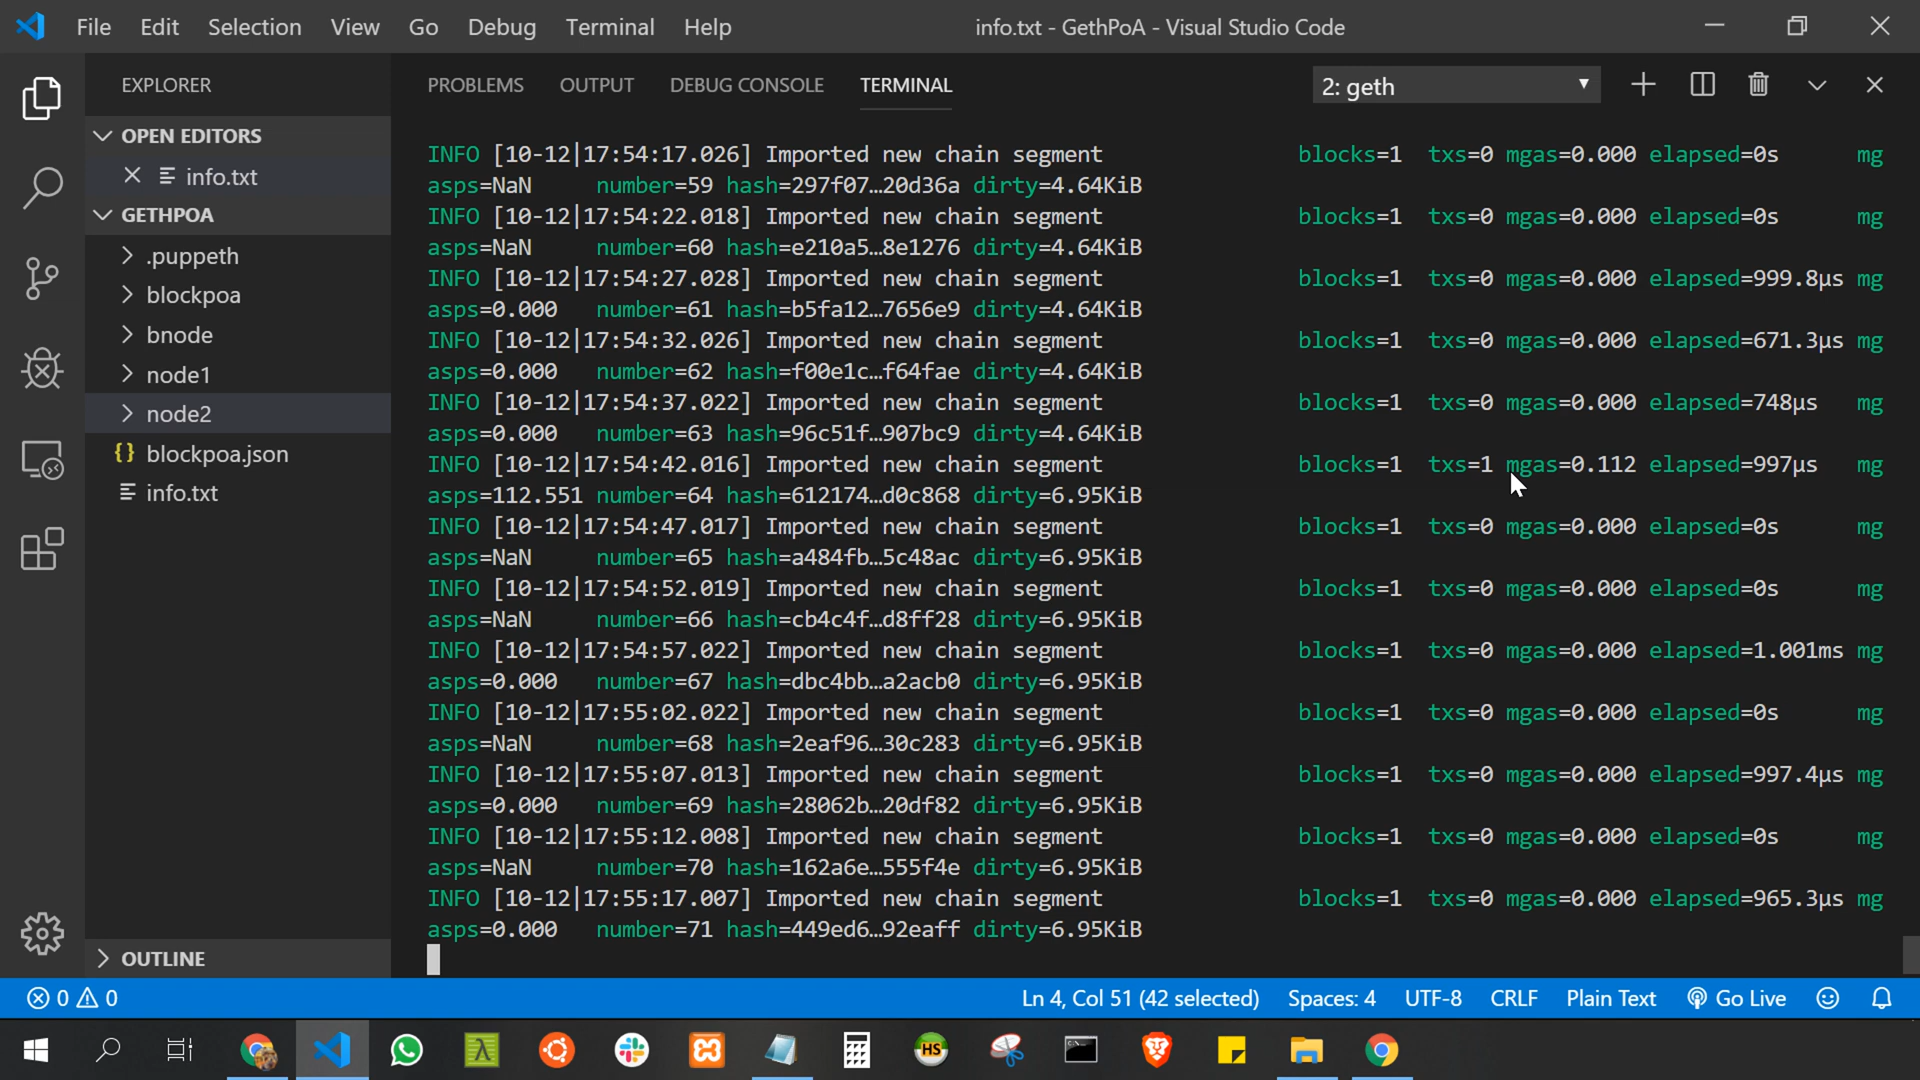 File Edit Selection View Go Debug Terminal Help info.txt - GethPoA - Visual Studio Code
EXPLORER
OPEN EDITORS
info.txt
GETHPOA
.puppeth
blockpoa
bnode
node1
node2
blockpoa.json
info.txt
OUTLINE
PROBLEMS OUTPUT DEBUG CONSOLE TERMINAL 2: geth
INFO [10-12|17:54:17.026] Imported new chain segment blocks=1 txs=0 mgas=0.000 elapsed=0s mg
asps=NaN number=59 hash=297f07…20d36a dirty=4.64KiB
INFO [10-12|17:54:22.018] Imported new chain segment blocks=1 txs=0 mgas=0.000 elapsed=0s mg
asps=NaN number=60 hash=e210a5…8e1276 dirty=4.64KiB
INFO [10-12|17:54:27.028] Imported new chain segment blocks=1 txs=0 mgas=0.000 elapsed=999.8µs mg
asps=0.000 number=61 hash=b5fa12…7656e9 dirty=4.64KiB
INFO [10-12|17:54:32.026] Imported new chain segment blocks=1 txs=0 mgas=0.000 elapsed=671.3µs mg
asps=0.000 number=62 hash=f00e1c…f64fae dirty=4.64KiB
INFO [10-12|17:54:37.022] Imported new chain segment blocks=1 txs=0 mgas=0.000 elapsed=748µs mg
asps=0.000 number=63 hash=96c51f…907bc9 dirty=4.64KiB
INFO [10-12|17:54:42.016] Imported new chain segment blocks=1 txs=1 mgas=0.112 elapsed=997µs mg
asps=112.551 number=64 hash=612174…d0c868 dirty=6.95KiB
INFO [10-12|17:54:47.017] Imported new chain segment blocks=1 txs=0 mgas=0.000 elapsed=0s mg
asps=NaN number=65 hash=a484fb…5c48ac dirty=6.95KiB
INFO [10-12|17:54:52.019] Imported new chain segment blocks=1 txs=0 mgas=0.000 elapsed=0s mg
asps=NaN number=66 hash=cb4c4f…d8ff28 dirty=6.95KiB
INFO [10-12|17:54:57.022] Imported new chain segment blocks=1 txs=0 mgas=0.000 elapsed=1.001ms mg
asps=0.000 number=67 hash=dbc4bb…a2acb0 dirty=6.95KiB
INFO [10-12|17:55:02.022] Imported new chain segment blocks=1 txs=0 mgas=0.000 elapsed=0s mg
asps=NaN number=68 hash=2eaf96…30c283 dirty=6.95KiB
INFO [10-12|17:55:07.013] Imported new chain segment blocks=1 txs=0 mgas=0.000 elapsed=997.4µs mg
asps=0.000 number=69 hash=28062b…20df82 dirty=6.95KiB
INFO [10-12|17:55:12.008] Imported new chain segment blocks=1 txs=0 mgas=0.000 elapsed=0s mg
asps=NaN number=70 hash=162a6e…555f4e dirty=6.95KiB
INFO [10-12|17:55:17.007] Imported new chain segment blocks=1 txs=0 mgas=0.000 elapsed=965.3µs mg
asps=0.000 number=71 hash=449ed6…92eaff dirty=6.95KiB
0 0 Ln 4, Col 51 (42 selected) Spaces: 4 UTF-8 CRLF Plain Text Go Live
HS